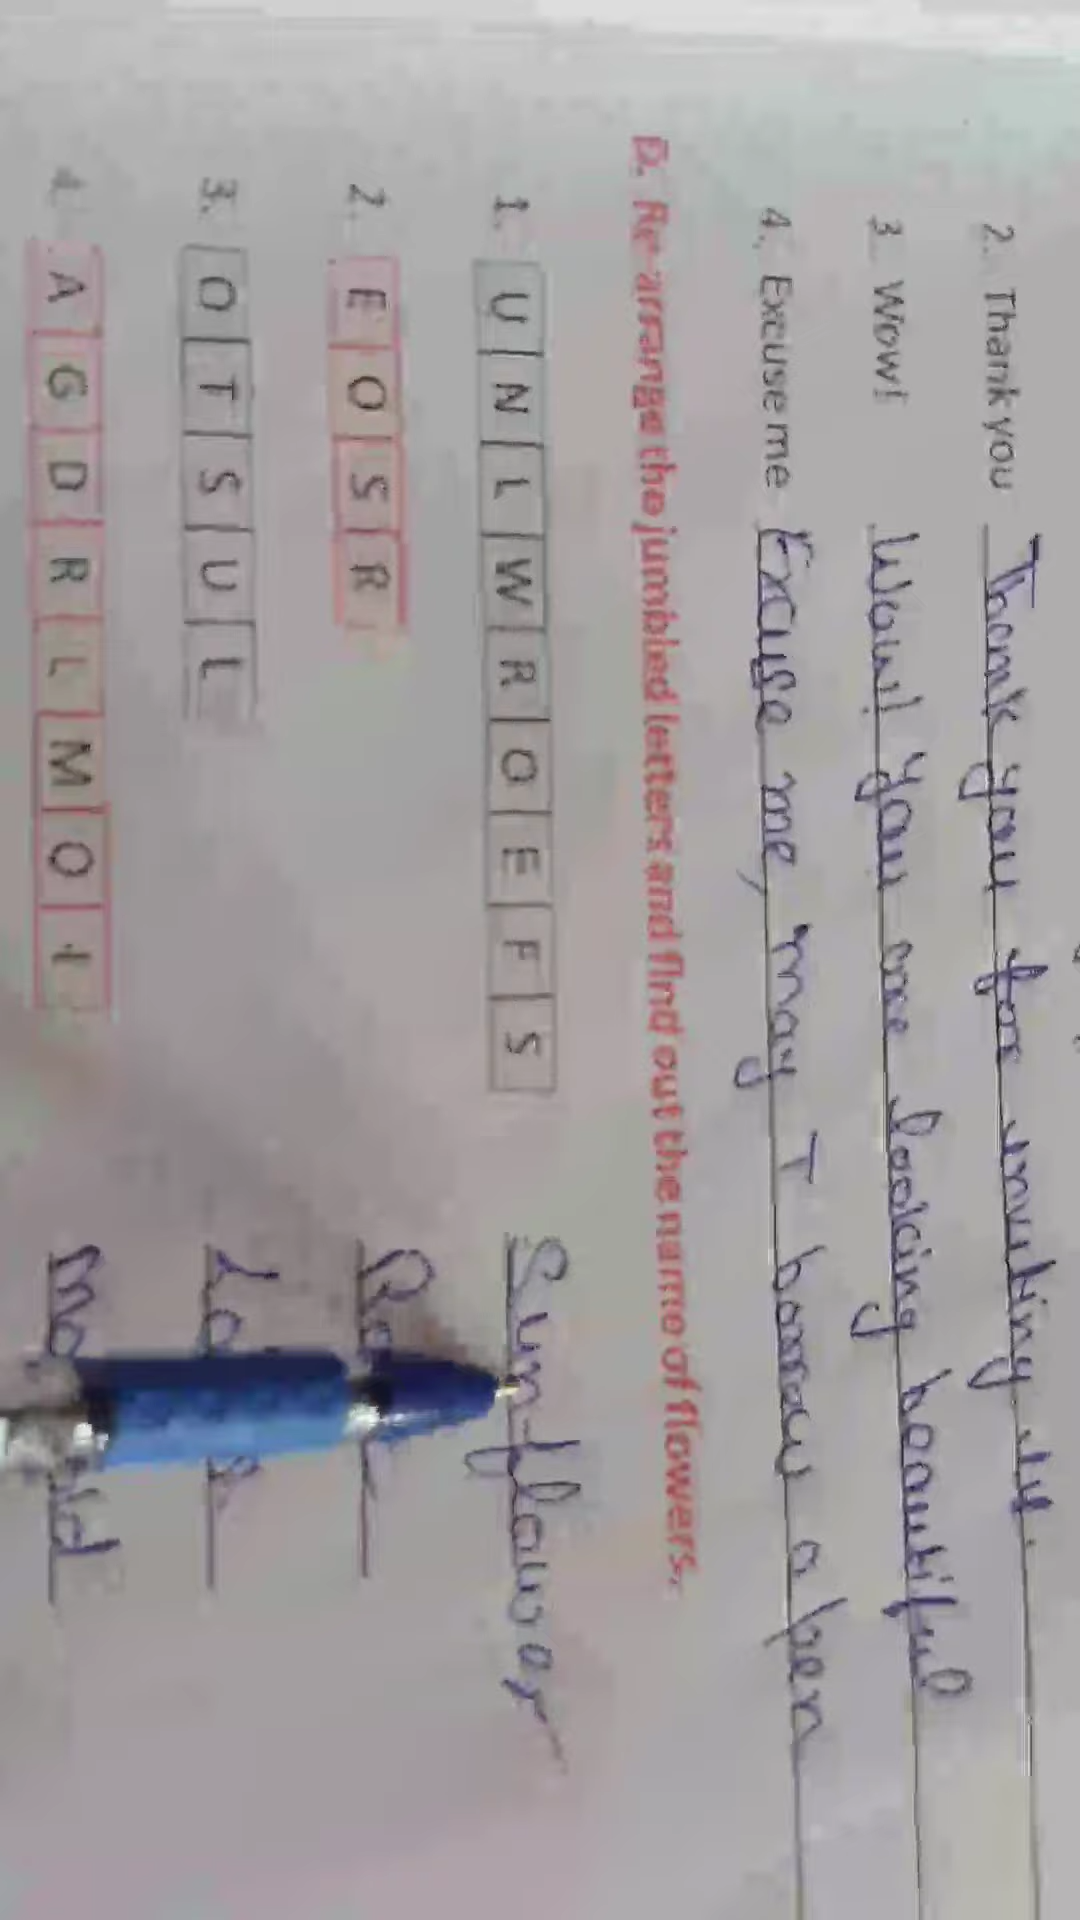 2. Thank you Thank you for inviting us.
3. Wow! Wow! you are looking beautiful
4. Excuse me Excuse me, may I borrow a pen
D. Re-arrange the jumbled letters and find out the name of flowers.
1. U N L W R O E F S Sunflower
2. E O S R
3. O T S U L
4. A G D R L M O I